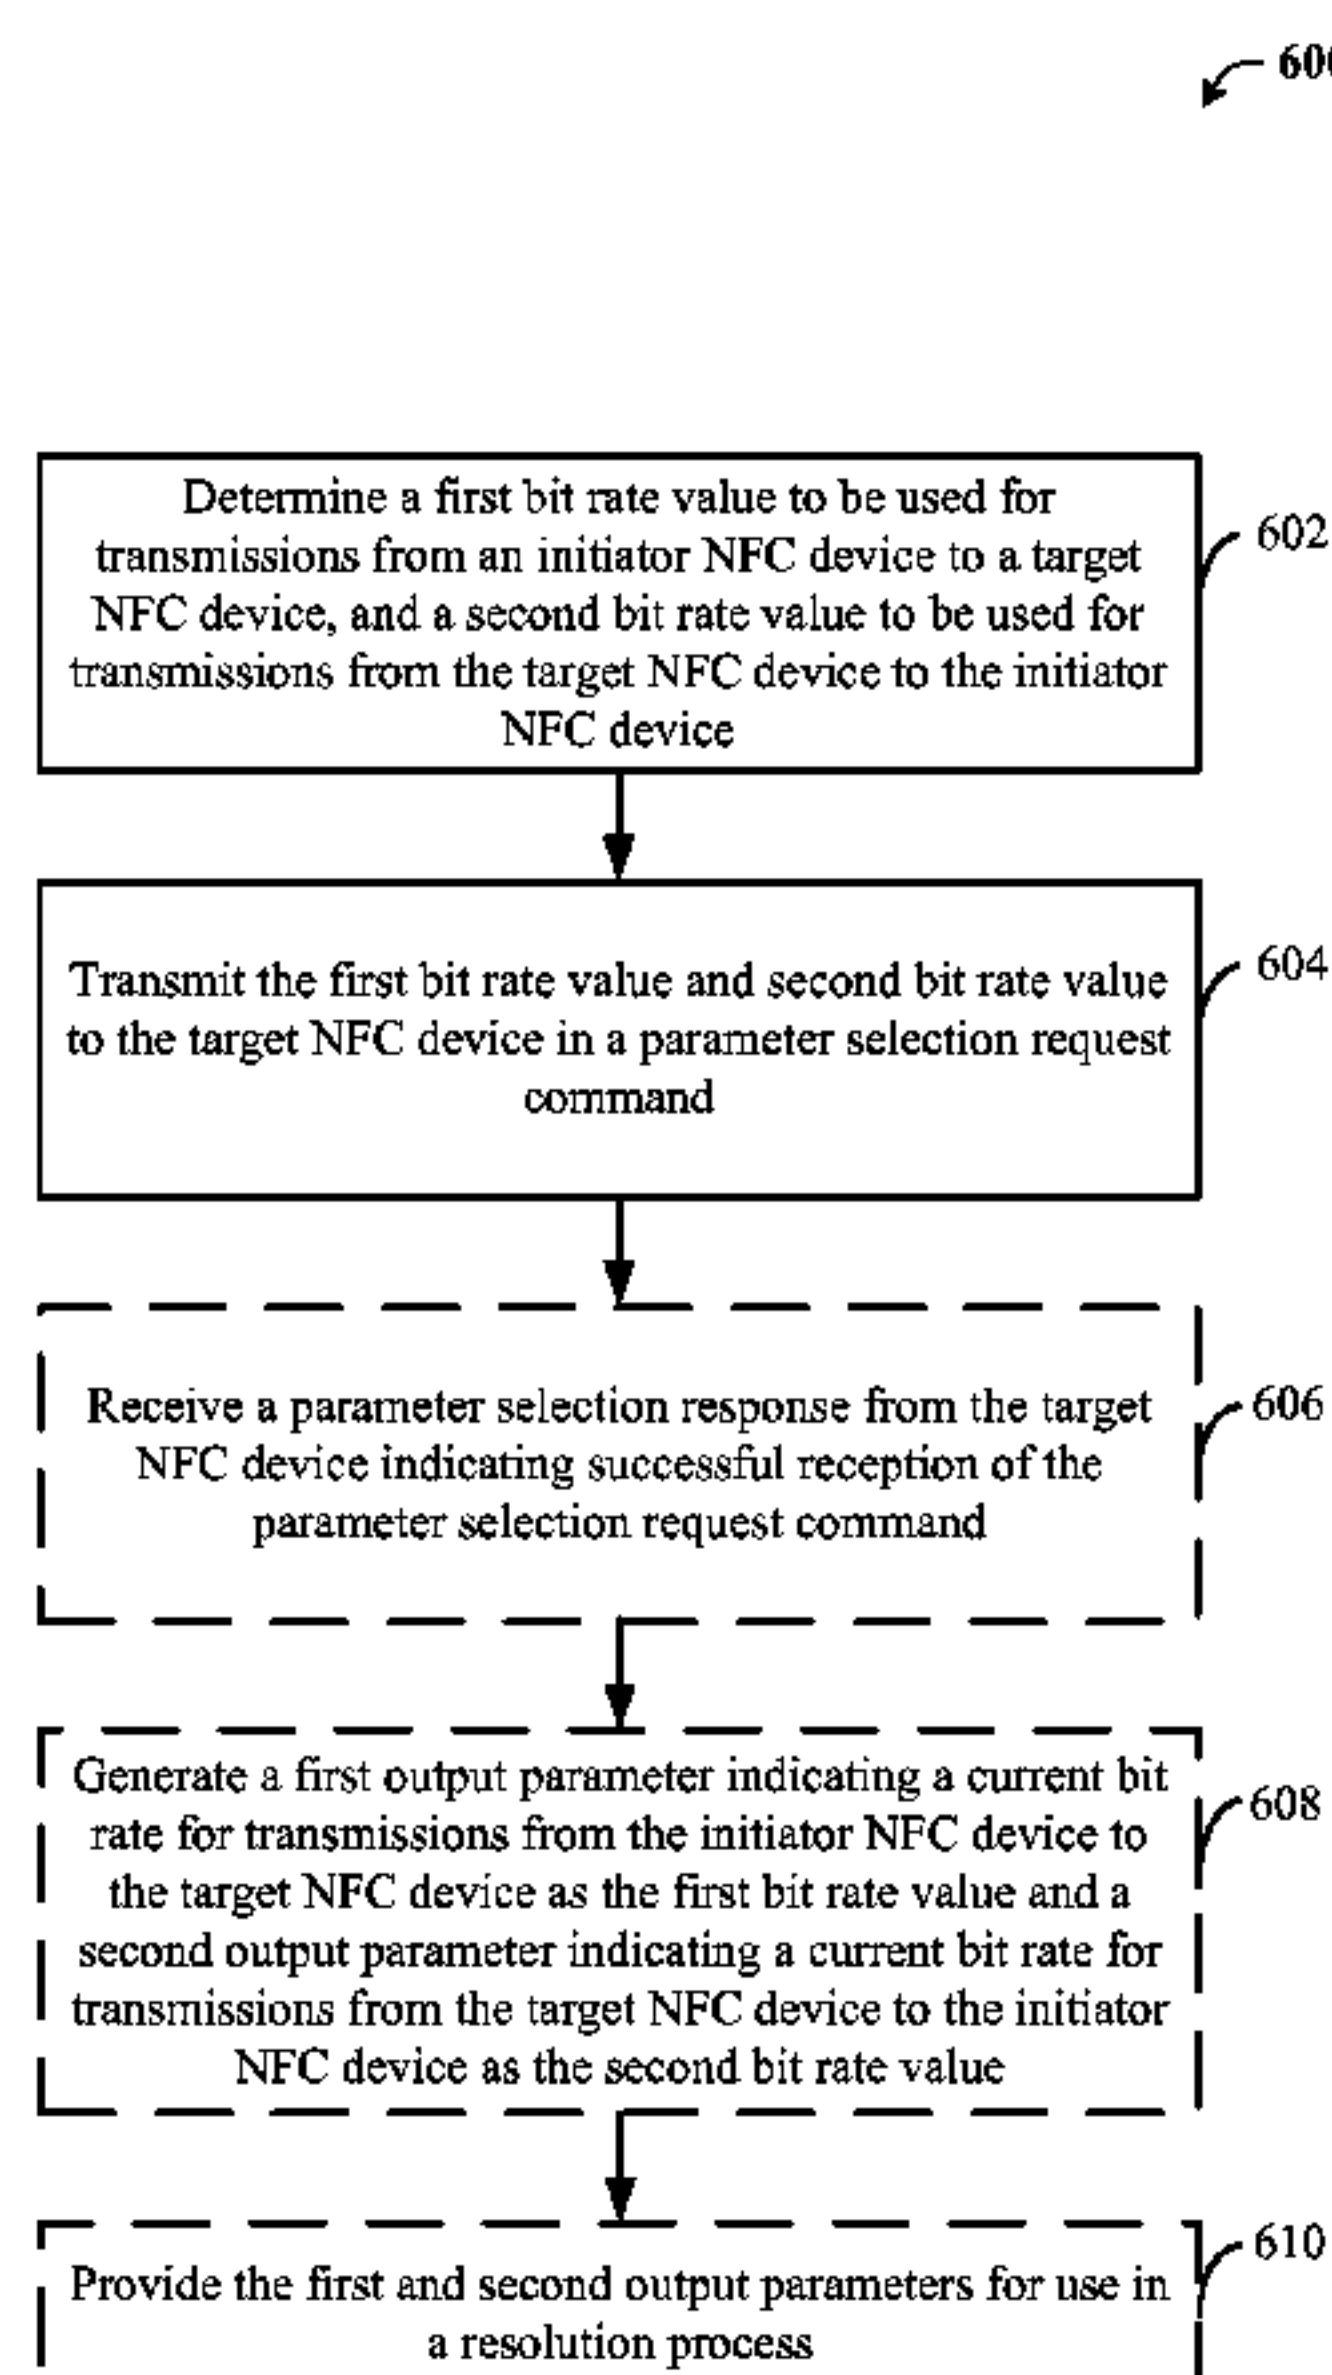 Determine a first bit rate value to be used for
transmissions from an initiator NFC device to a target
NFC device, and a second bit rate value to be used for
transmissions from the target NFC device to the initiator
NFC device
602
Transmit the first bit rate value and second bit rate value
to the target NFC device in a parameter selection request
command
604
Receive a parameter selection response from the target
NFC device indicating successful reception of the
parameter selection request command
606
Generate a first output parameter indicating a current bit
rate for transmissions from the initiator NFC device to
the target NFC device as the first bit rate value and a
second output parameter indicating a current bit rate for
transmissions from the target NFC device to the initiator
NFC device as the second bit rate value
608
Provide the first and second output parameters for use in
a resolution process
610